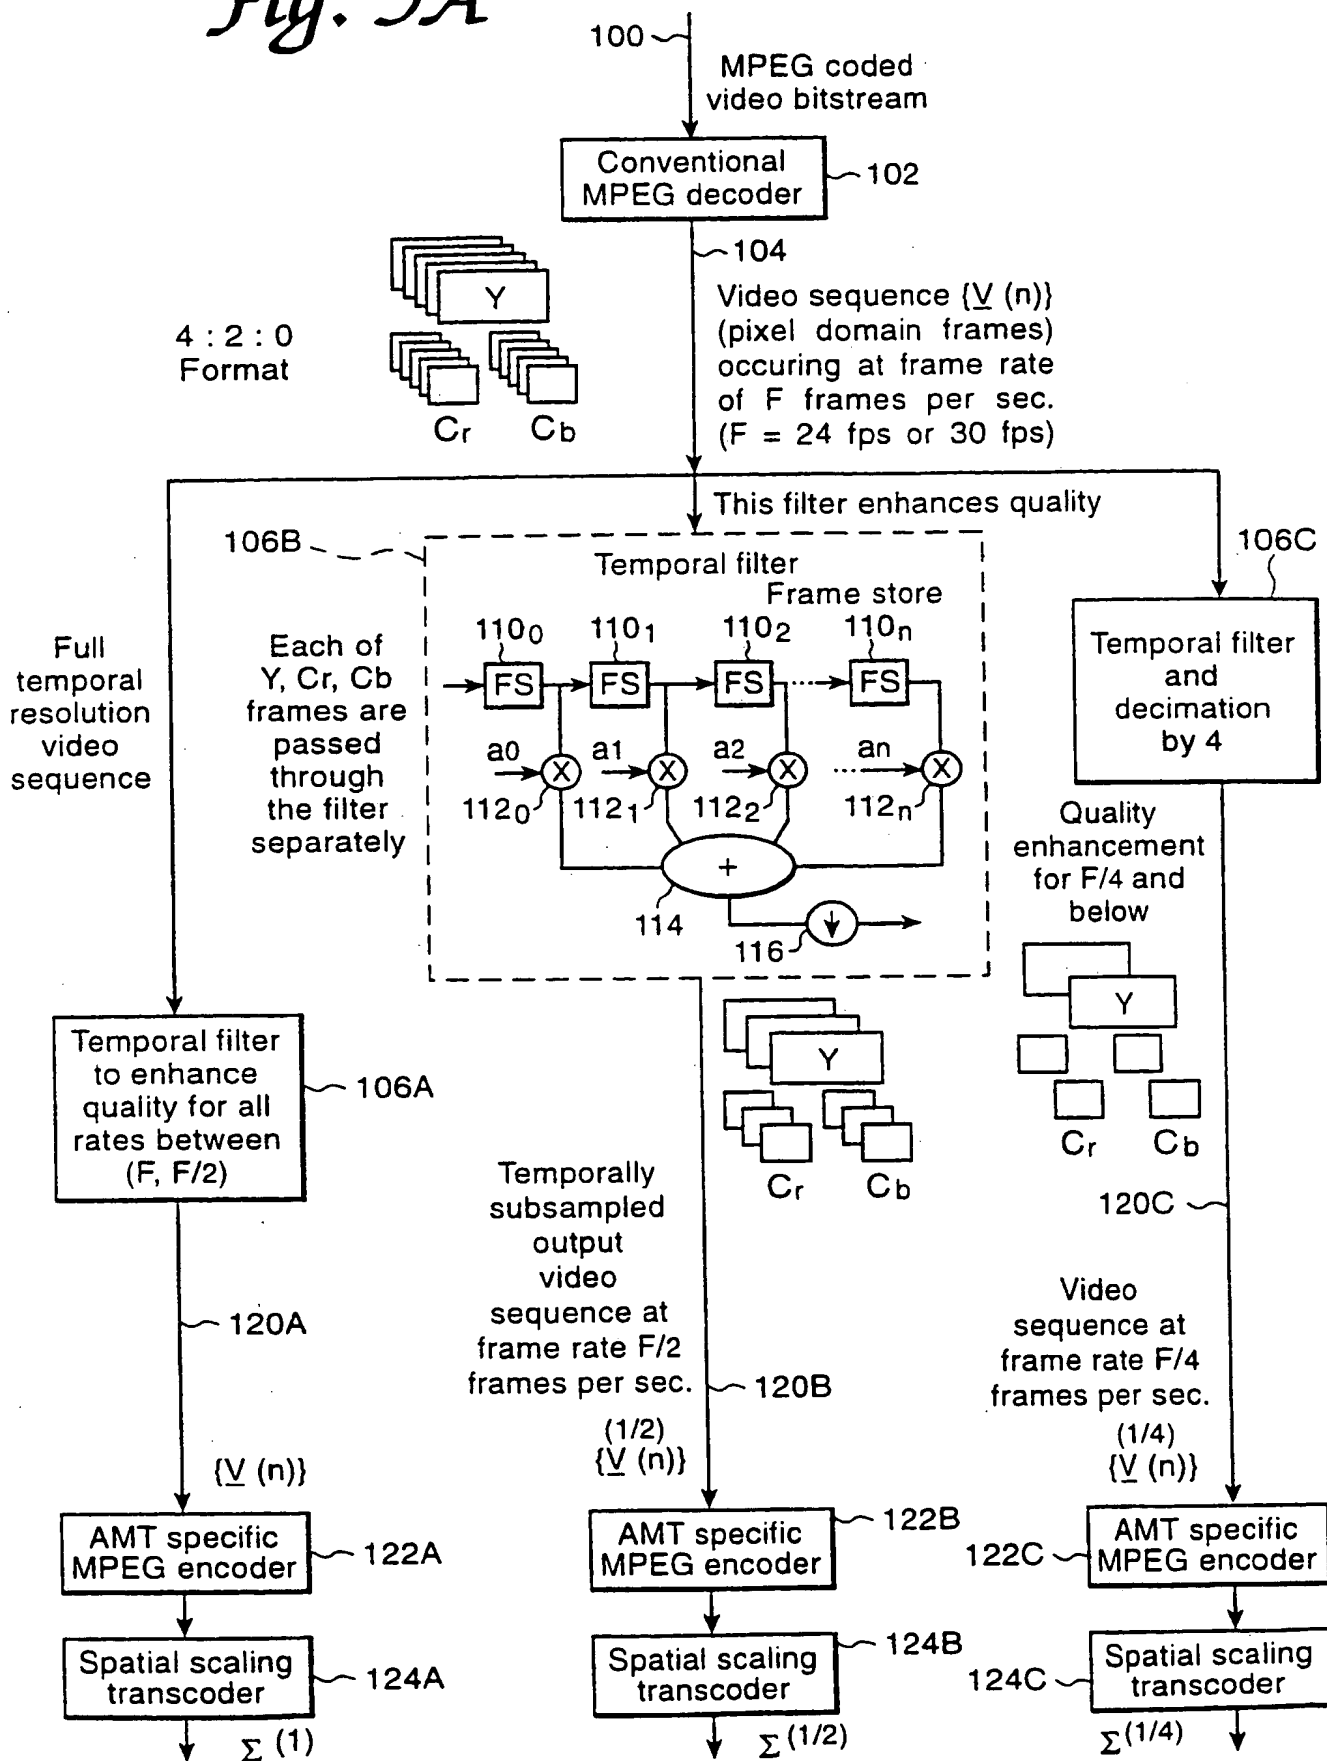 Fig. 5A
100
MPEG coded
video bitstream
Conventional
MPEG decoder
102
104
Y
4 : 2 : 0
Format
Cr
Cb
Video sequence {V (n)}
(pixel domain frames)
occuring at frame rate
of F frames per sec.
(F = 24 fps or 30 fps)
This filter enhances quality
106B
106C
Temporal filter
Frame store
Full
temporal
resolution
video
sequence
Each of
Y, Cr, Cb
frames are
passed
through
the filter
separately
110₀
110₁
110₂
110n
FS
FS
FS
FS
a0
a1
a2
an
X
X
X
X
112₀
112₁
112₂
112n
+
114
116
Temporal filter
and
decimation
by 4
Quality
enhancement
for F/4 and
below
Y
Cr
Cb
Temporal filter
to enhance
quality for all
rates between
(F, F/2)
106A
Y
Cr
Cb
Temporally
subsampled
output
video
sequence at
frame rate F/2
frames per sec.
120A
120B
120C
Video
sequence at
frame rate F/4
frames per sec.
{V (n)}
(1/2)
{V (n)}
(1/4)
{V (n)}
AMT specific
MPEG encoder
122A
AMT specific
MPEG encoder
122B
AMT specific
MPEG encoder
122C
Spatial scaling
transcoder
124A
Spatial scaling
transcoder
124B
Spatial scaling
transcoder
124C
Σ (1)
Σ (1/2)
Σ (1/4)